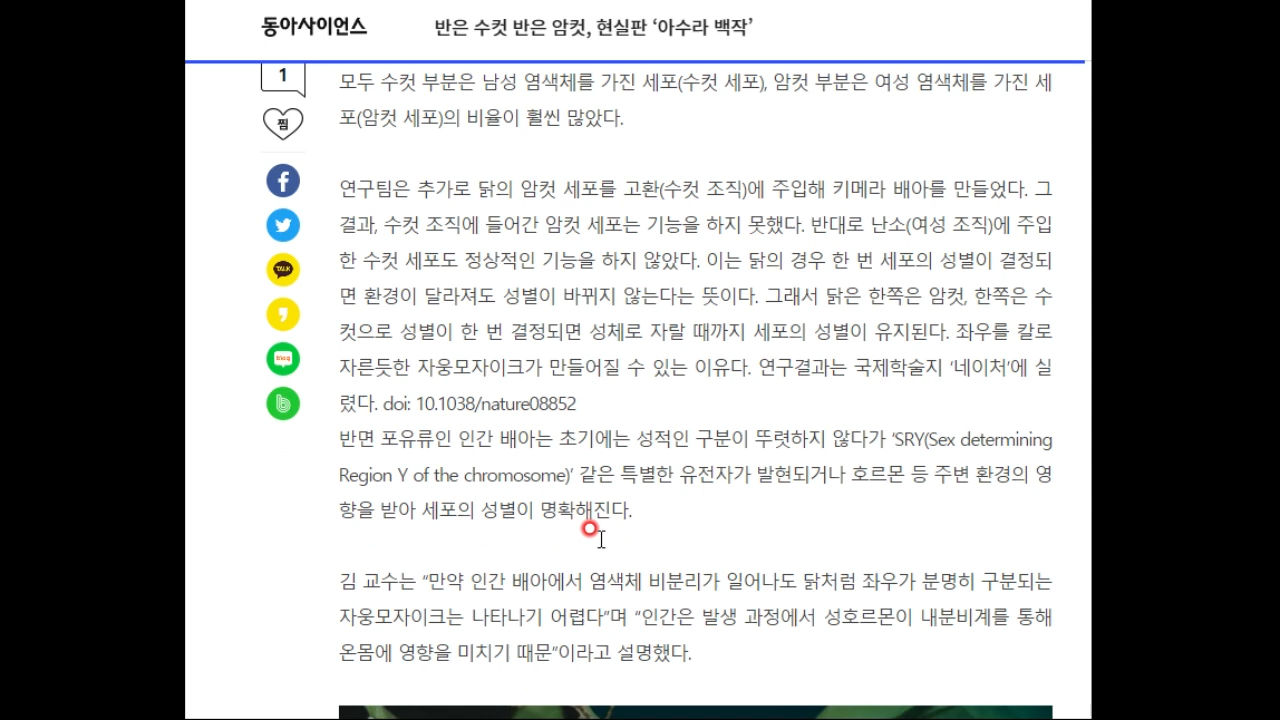 동아사이언스
반은 수컷 반은 암컷, 현실판 ‘아수라 백작’
1
찜
TALK
blog
모두 수컷 부분은 남성 염색체를 가진 세포(수컷 세포), 암컷 부분은 여성 염색체를 가진 세
포(암컷 세포)의 비율이 훨씬 많았다.
연구팀은 추가로 닭의 암컷 세포를 고환(수컷 조직)에 주입해 키메라 배아를 만들었다. 그
결과, 수컷 조직에 들어간 암컷 세포는 기능을 하지 못했다. 반대로 난소(여성 조직)에 주입
한 수컷 세포도 정상적인 기능을 하지 않았다. 이는 닭의 경우 한 번 세포의 성별이 결정되
면 환경이 달라져도 성별이 바뀌지 않는다는 뜻이다. 그래서 닭은 한쪽은 암컷, 한쪽은 수
컷으로 성별이 한 번 결정되면 성체로 자랄 때까지 세포의 성별이 유지된다. 좌우를 칼로
자른듯한 자웅모자이크가 만들어질 수 있는 이유다. 연구결과는 국제학술지 ‘네이처’에 실
렸다. doi: 10.1038/nature08852
반면 포유류인 인간 배아는 초기에는 성적인 구분이 뚜렷하지 않다가 ‘SRY(Sex determining
Region Y of the chromosome)’ 같은 특별한 유전자가 발현되거나 호르몬 등 주변 환경의 영
향을 받아 세포의 성별이 명확해진다.
김 교수는 “만약 인간 배아에서 염색체 비분리가 일어나도 닭처럼 좌우가 분명히 구분되는
자웅모자이크는 나타나기 어렵다”며 “인간은 발생 과정에서 성호르몬이 내분비계를 통해
온몸에 영향을 미치기 때문”이라고 설명했다.